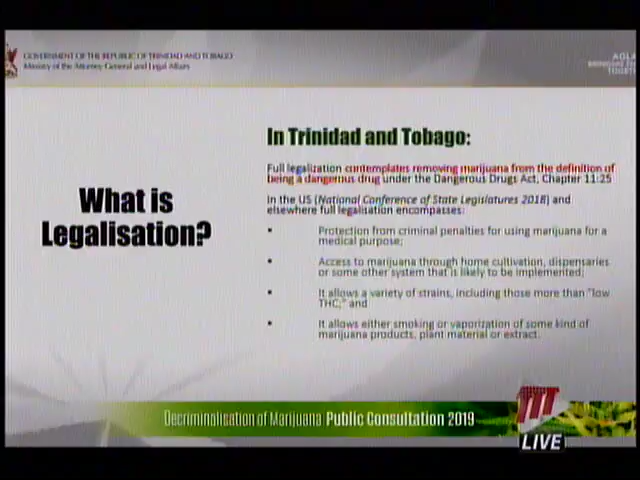 GOVERNMENT OF THE REPUBLIC OF TRINIDAD AND TOBAGO
Ministry of the Attorney General and Legal Affairs
AGLA
TOGETH
What is
Legalisation?
In Trinidad and Tobago:
Full legalization contemplates removing marijuana from the definition of
being a dangerous drug under the Dangerous Drugs Act, Chapter 11:25
In the US (National Conference of State Legislatures 2018) and
elsewhere full legalisation encompasses:
▪ Protection from criminal penalties for using marijuana for a
medical purpose;
▪ Access to marijuana through home cultivation, dispensaries
or some other system that is likely to be implemented;
▪ It allows a variety of strains, including those more than "low
THC;" and
▪ It allows either smoking or vaporization of some kind of
marijuana products, plant material or extract.
Decriminalisation of Marijuana Public Consultation 2019
TTT
LIVE